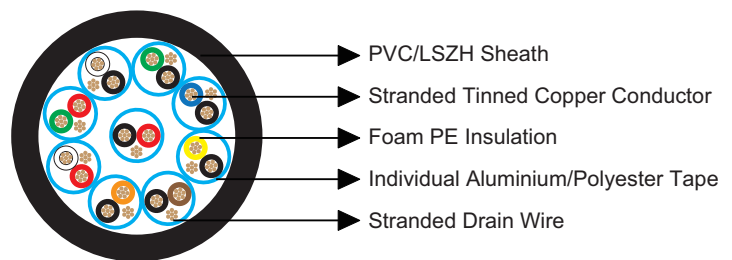 PVC/LSZH Sheath
Stranded Tinned Copper Conductor
Foam PE Insulation
Individual Aluminium/Polyester Tape
Stranded Drain Wire